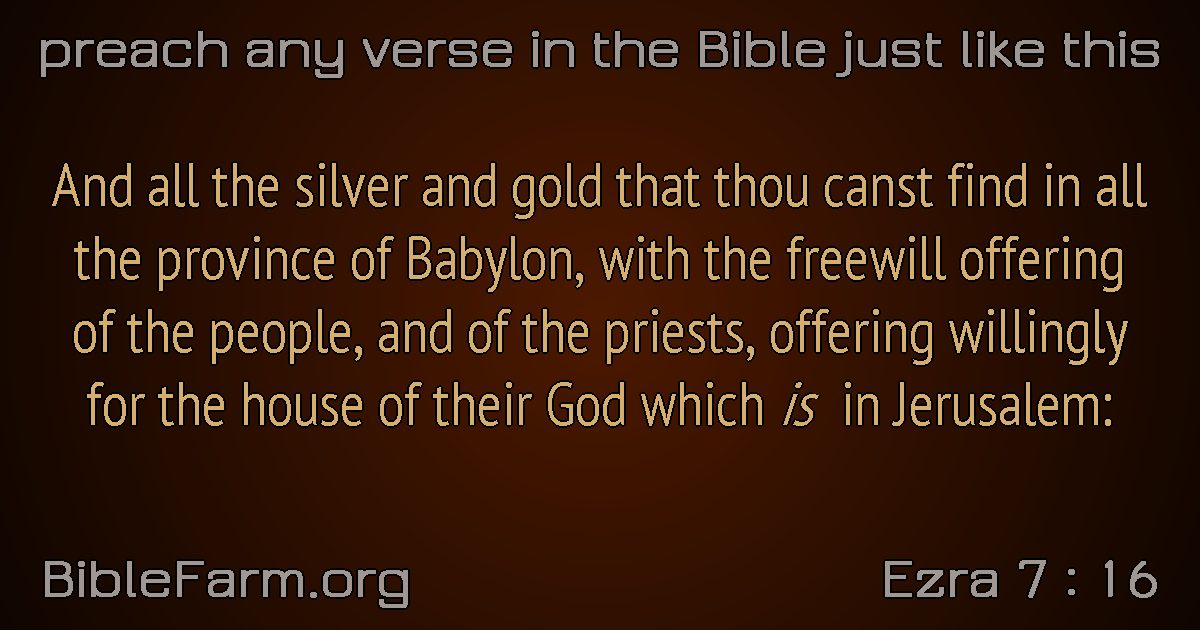 preach any verse in the Bible just like this
And all the silver and gold that thou canst find in all
the province of Babylon, with the freewill offering
of the people, and of the priests, offering willingly
for the house of their God which is in Jerusalem:
BibleFarm.org
Ezra 7 : 16